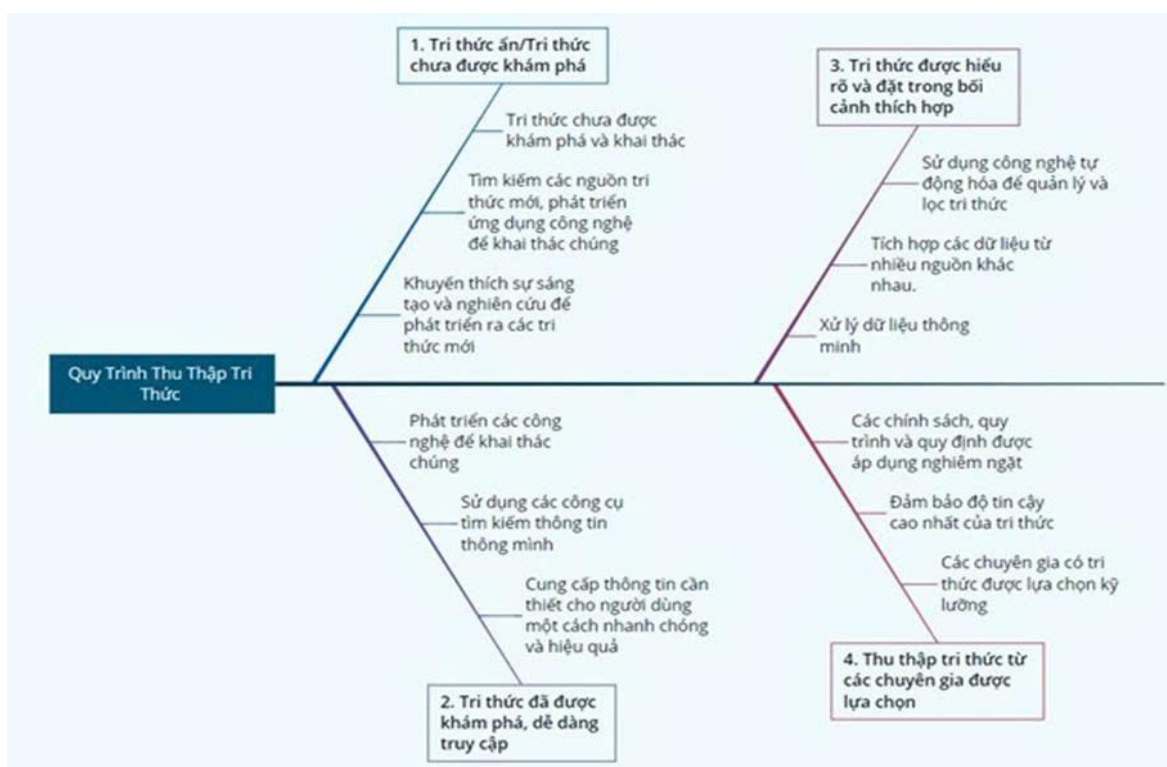 1. Tri thức ẩn/Tri thức
chưa được khám phá
Tri thức chưa được
khám phá và khai thác
Tìm kiếm các nguồn tri
thức mới, phát triển
ứng dụng công nghệ
để khai thác chúng
Khuyến thích sự sáng
tạo và nghiên cứu để
phát triển ra các tri
thức mới
3. Tri thức được hiểu
rõ và đặt trong bối
cảnh thích hợp
Sử dụng công nghệ tự
động hóa để quản lý và
lọc tri thức
Tích hợp các dữ liệu từ
nhiều nguồn khác
nhau.
Xử lý dữ liệu thông
minh
Quy Trình Thu Thập Tri
Thức
Phát triển các công
nghệ để khai thác
chúng
Sử dụng các công cụ
tìm kiếm thông tin
thông mình
Cung cấp thông tin cần
thiết cho người dùng
một cách nhanh chóng
và hiệu quả
2. Tri thức đã được
khám phá, dễ dàng
truy cập
Các chính sách, quy
trình và quy định được
áp dụng nghiêm ngặt
Đảm bảo độ tin cậy
cao nhất của tri thức
Các chuyên gia có tri
thức được lựa chọn kỹ
lưỡng
4. Thu thập tri thức từ
các chuyên gia được
lựa chọn